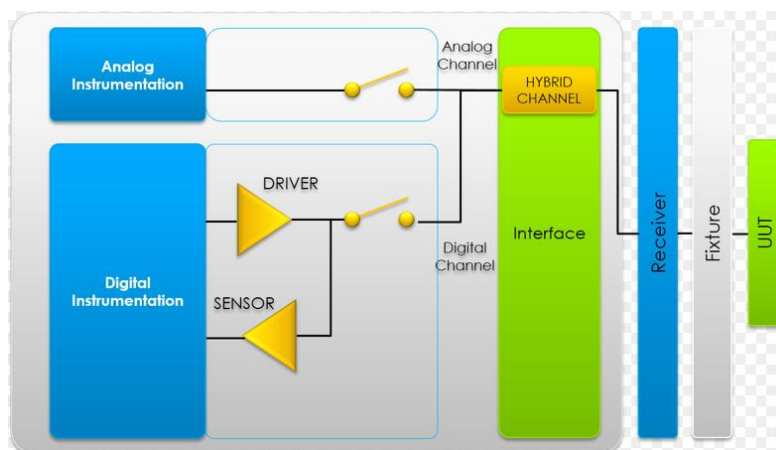 Analog
Instrumentation
Analog
Channel
HYBRID
CHANNEL
DRIVER
Digital
Instrumentation
SENSOR
Digital
Channel
Interface
Receiver
Fixture
UUT